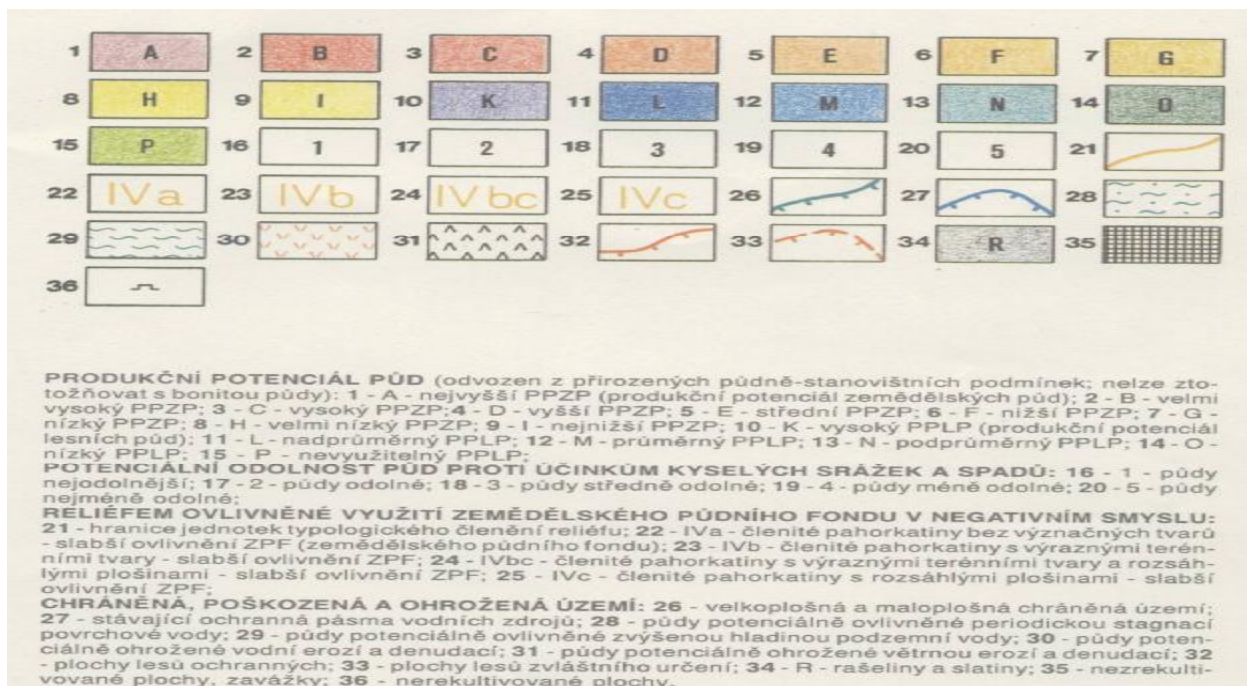 1 A 2 B 3 C 4 D 5 E 6 F 7 G
8 H 9 I 10 K 11 L 12 M 13 N 14 O
15 P 16 1 17 2 18 3 19 4 20 5 21
22 IVa 23 IVb 24 IVbc 25 IVc 26 27 28
29 30 31 32 33 34 R 35
36
PRODUKČNÍ POTENCIÁL PŮD (odvozen z přirozených půdně-stanovištních podmínek; nelze zto-
tožňovat s bonitou půdy): 1 - A - nejvyšší PPZP (produkční potenciál zemědělských půd); 2 - B - velmi
vysoký PPZP; 3 - C - vysoký PPZP;4 - D - vyšší PPZP; 5 - E - střední PPZP; 6 - F - nižší PPZP; 7 - G -
nízký PPZP; 8 - H - velmi nízký PPZP; 9 - I - nejnižší PPZP; 10 - K - vysoký PPLP (produkční potenciál
lesních půd); 11 - L - nadprůměrný PPLP; 12 - M - průměrný PPLP; 13 - N - podprůměrný PPLP; 14 - O -
nízký PPLP; 15 - P - nevyužitelný PPLP;
POTENCIÁLNÍ ODOLNOST PŮD PROTI ÚČINKŮM KYSELÝCH SRÁŽEK A SPADŮ: 16 - 1 - půdy
nejodolnější; 17 - 2 - půdy odolné; 18 - 3 - půdy středně odolné; 19 - 4 - půdy méně odolné; 20 - 5 - půdy
nejméně odolné;
RELIÉFEM OVLIVNĚNÉ VYUŽITÍ ZEMĚDĚLSKÉHO PŮDNÍHO FONDU V NEGATIVNÍM SMYSLU:
21 - hranice jednotek typologického členění reliéfu; 22 - IVa - členité pahorkatiny bez význačných tvarů
- slabší ovlivnění ZPF (zemědělského půdního fondu); 23 - IVb - členité pahorkatiny s výraznými terén-
ními tvary - slabší ovlivnění ZPF; 24 - IVbc - členité pahorkatiny s výraznými terénními tvary a rozsáh-
lými plošinami - slabší ovlivnění ZPF; 25 - IVc - členité pahorkatiny s rozsáhlými plošinami - slabší
ovlivnění ZPF;
CHRÁNĚNÁ, POŠKOZENÁ A OHROŽENÁ ÚZEMÍ: 26 - velkoplošná a maloplošná chráněná území;
27 - stávající ochranná pásma vodních zdrojů; 28 - půdy potenciálně ovlivněné periodickou stagnací
povrchové vody; 29 - půdy potenciálně ovlivněné zvýšenou hladinou podzemní vody; 30 - půdy poten-
ciálně ohrožené vodní erozí a denudací; 31 - půdy potenciálně ohrožené větrnou erozí a denudací; 32
- plochy lesů ochranných; 33 - plochy lesů zvláštního určení; 34 - R - rašeliny a slatiny; 35 - nezrekulti-
vované plochy, zavážky; 36 - nerekultivované plochy.